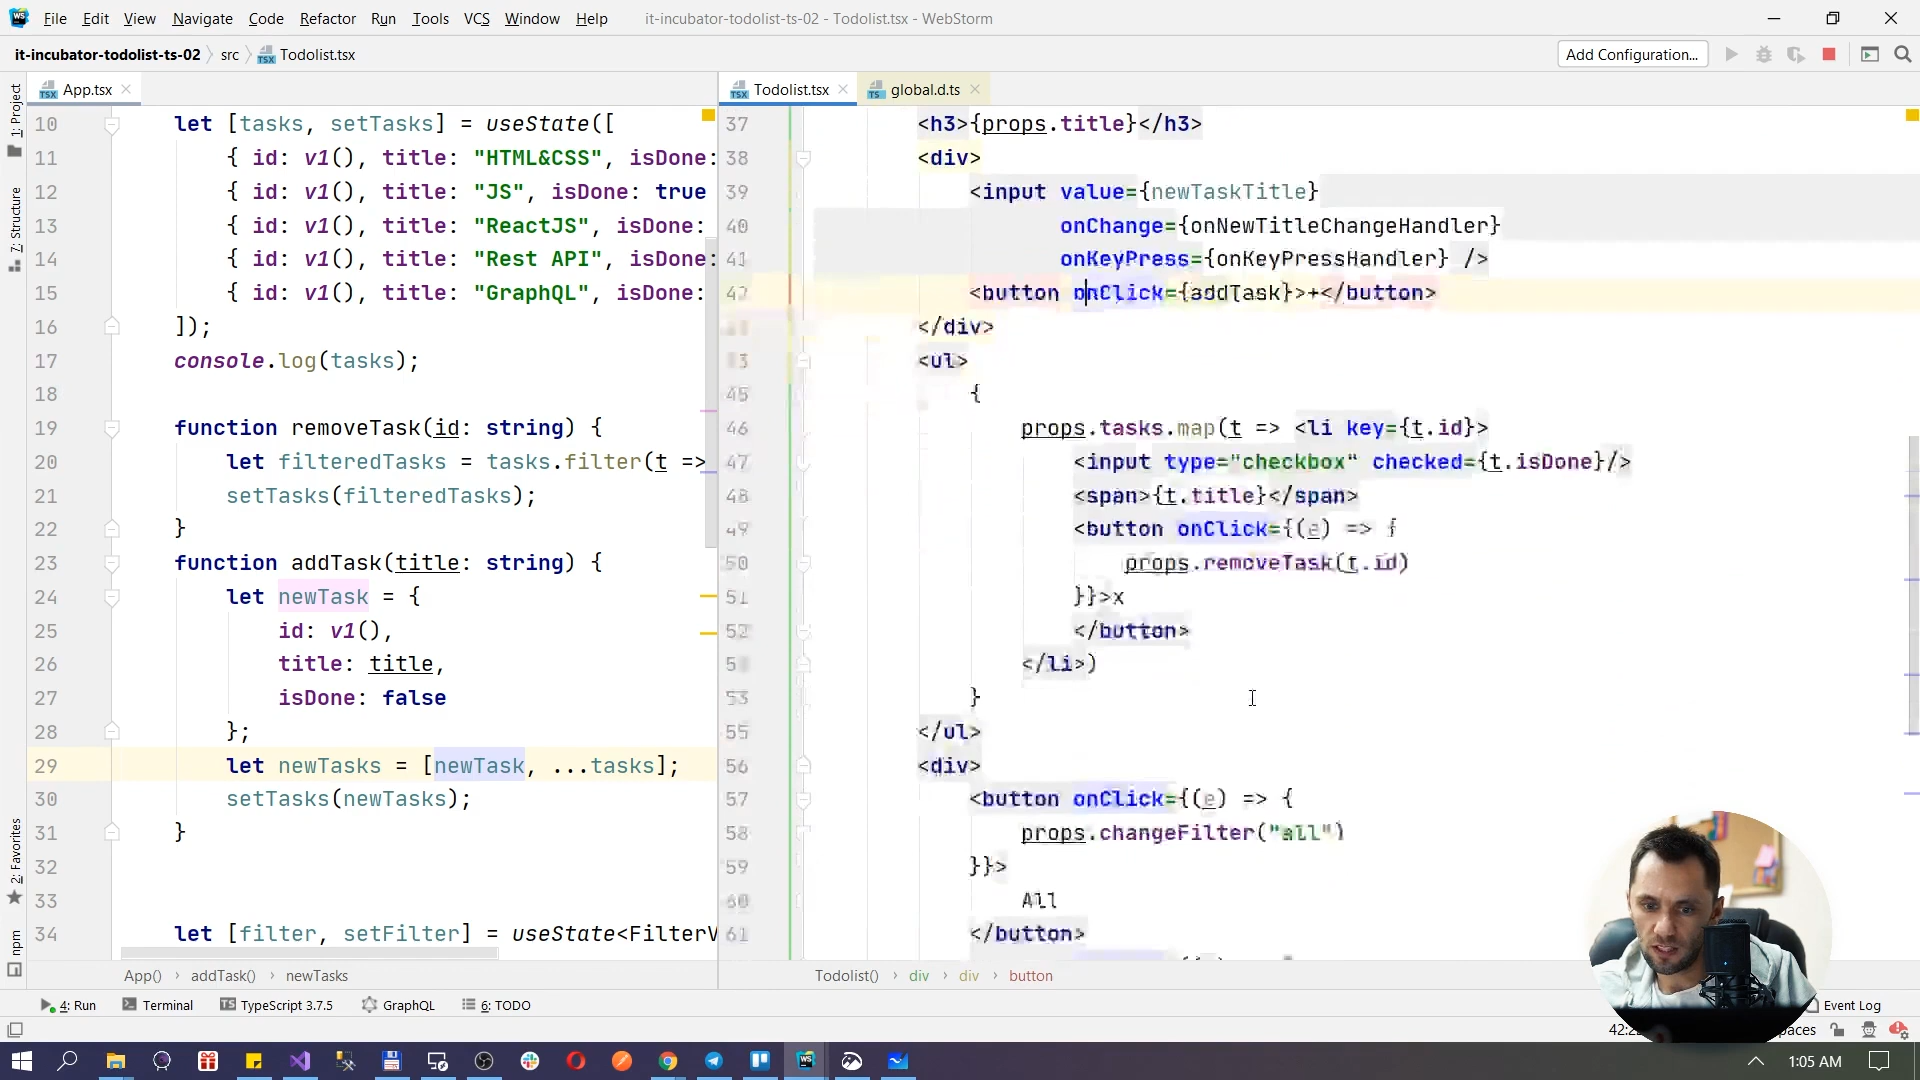 File Edit View Navigate Code Refactor Run Tools VCS Window Help it-incubator-todolist-ts-02 - Todolist.tsx - WebStorm
it-incubator-todolist-ts-02 src Todolist.tsx Add Configuration...
1: Project
7: Structure
2: Favorites
npm
App.tsx
10 let [tasks, setTasks] = useState([
11 { id: v1(), title: "HTML&CSS", isDone:
12 { id: v1(), title: "JS", isDone: true
13 { id: v1(), title: "ReactJS", isDone:
14 { id: v1(), title: "Rest API", isDone:
15 { id: v1(), title: "GraphQL", isDone:
16 ]);
17 console.log(tasks);
18
19 function removeTask(id: string) {
20 let filteredTasks = tasks.filter(t =>
21 setTasks(filteredTasks);
22 }
23 function addTask(title: string) {
24 let newTask = {
25 id: v1(),
26 title: title,
27 isDone: false
28 };
29 let newTasks = [newTask, ...tasks];
30 setTasks(newTasks);
31 }
32
33
34 let [filter, setFilter] = useState<FilterV
App() › addTask() › newTasks
Todolist.tsx global.d.ts
37 <h3>{props.title}</h3>
38 <div>
39 <input value={newTaskTitle}
40 onChange={onNewTitleChangeHandler}
41 onKeyPress={onKeyPressHandler} />
42 <button onClick={addTask}>+</button>
</div>
<ul>
45 {
46 props.tasks.map(t => <li key={t.id}>
47 <input type="checkbox" checked={t.isDone}/>
48 <span>{t.title}</span>
49 <button onClick={(e) => {
50 props.removeTask(t.id)
51 }}>x
52 </button>
</li>)
53 }
55 </ul>
56 <div>
57 <button onClick={(e) => {
58 props.changeFilter("all")
59 }}>
60 All
61 </button>
Todolist() › div › div › button
4: Run Terminal TypeScript 3.7.5 GraphQL 6: TODO Event Log
1:05 AM